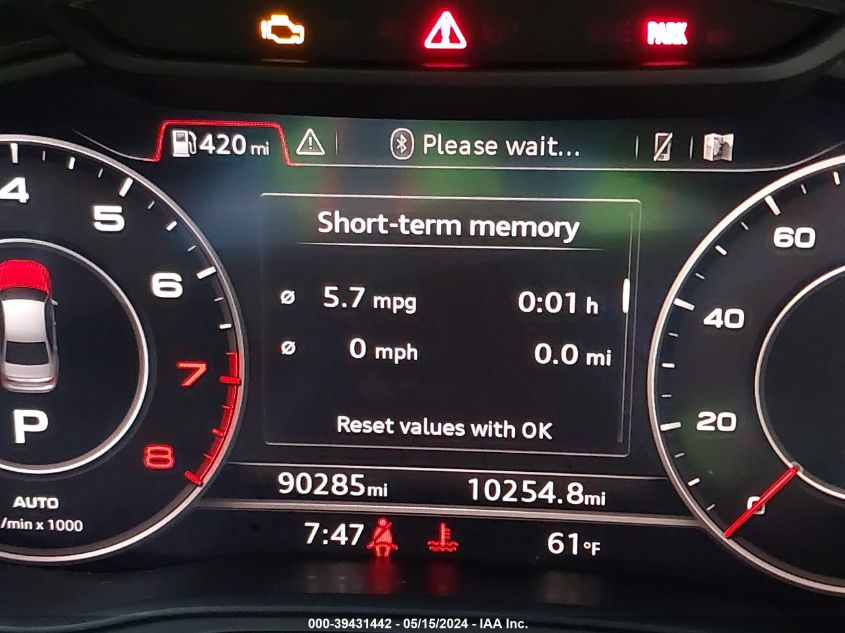 PARK
420 mi
Please wait...
4
5
6
7
8
Short-term memory
Ø 5.7 mpg 0:01 h
Ø 0 mph 0.0 mi
Reset values with OK
60
40
20
0
P
AUTO
/min x 1000
90285mi 10254.8mi
7:47 61°F
000-39431442 - 05/15/2024 - IAA Inc.